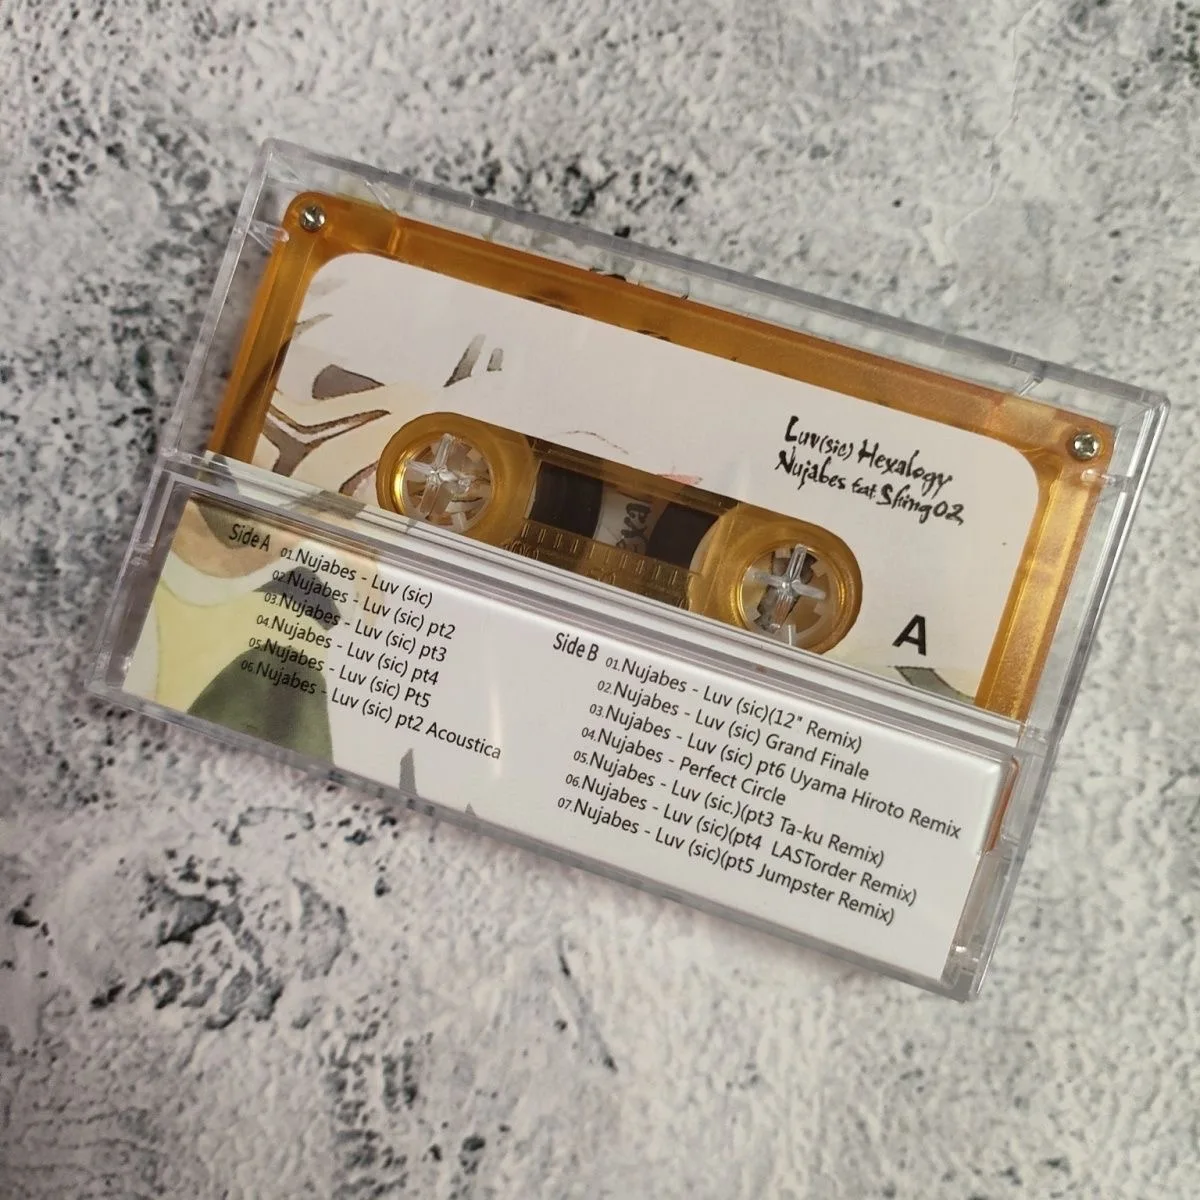 Luv(sic) Hexalogy
Nujabes feat. Shing02
A
Side A
01.Nujabes - Luv (sic)
02.Nujabes - Luv (sic) pt2
03.Nujabes - Luv (sic) pt3
04.Nujabes - Luv (sic) pt4
05.Nujabes - Luv (sic) Pt5
06.Nujabes - Luv (sic) pt2 Acoustica
Side B
01.Nujabes - Luv (sic)(12" Remix)
02.Nujabes - Luv (sic) Grand Finale
03.Nujabes - Luv (sic) pt6 Uyama Hiroto Remix
04.Nujabes - Perfect Circle
05.Nujabes - Luv (sic.)(pt3 Ta-ku Remix)
06.Nujabes - Luv (sic)(pt4 LASTorder Remix)
07.Nujabes - Luv (sic)(pt5 Jumpster Remix)